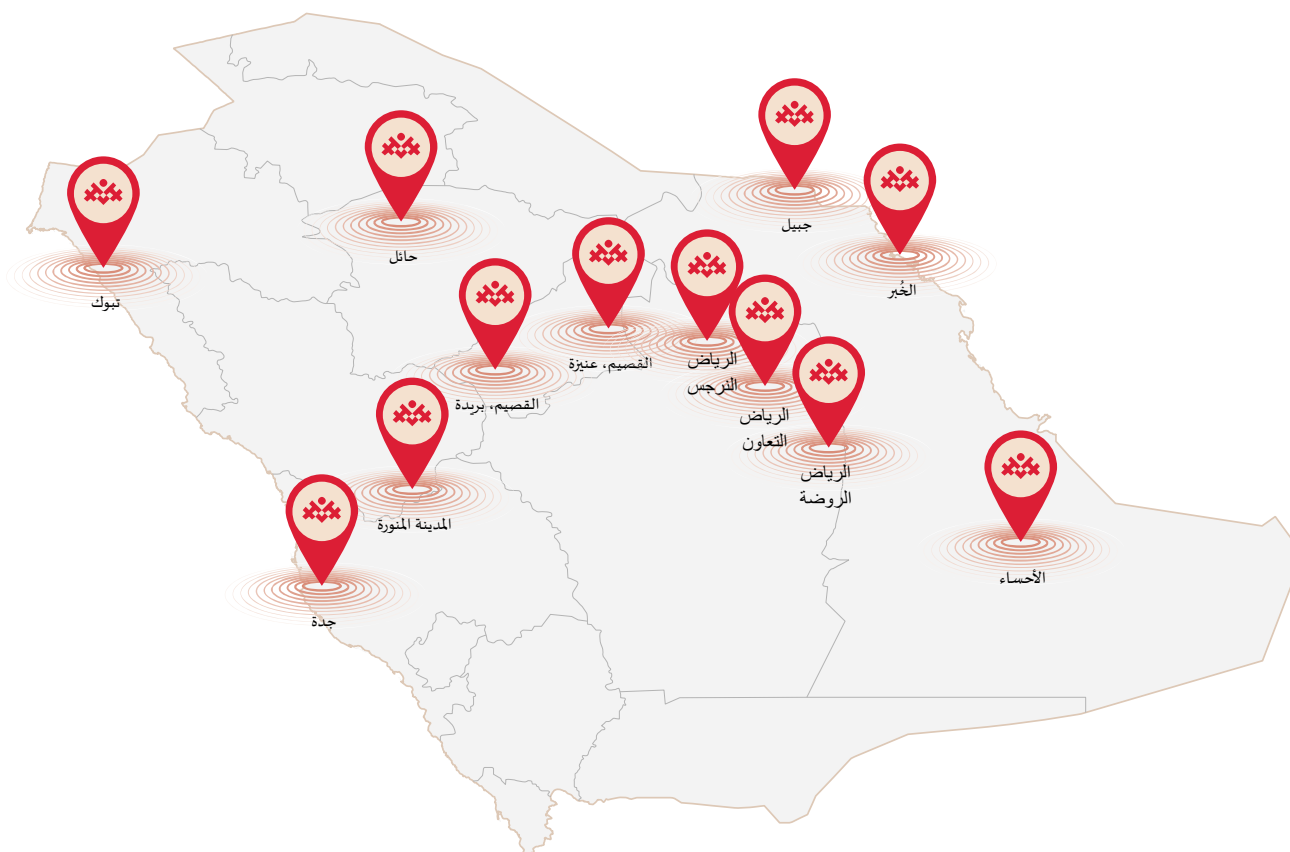 جبيل
حائل
الخُبر
تبوك
القصيم، عنيزة
الرياض
النرجس
القصيم، بريدة
الرياض
التعاون
الرياض
الروضة
المدينة المنورة
الأحساء
جدة